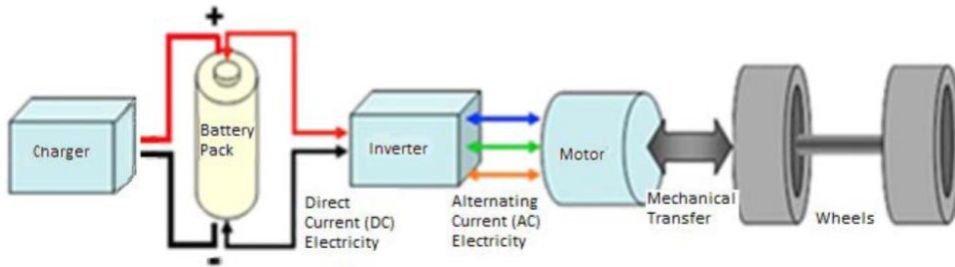 +
Charger
Battery
Pack
Inverter
Motor
Direct
Current (DC)
Electricity
Alternating
Current (AC)
Electricity
Mechanical
Transfer
Wheels
-